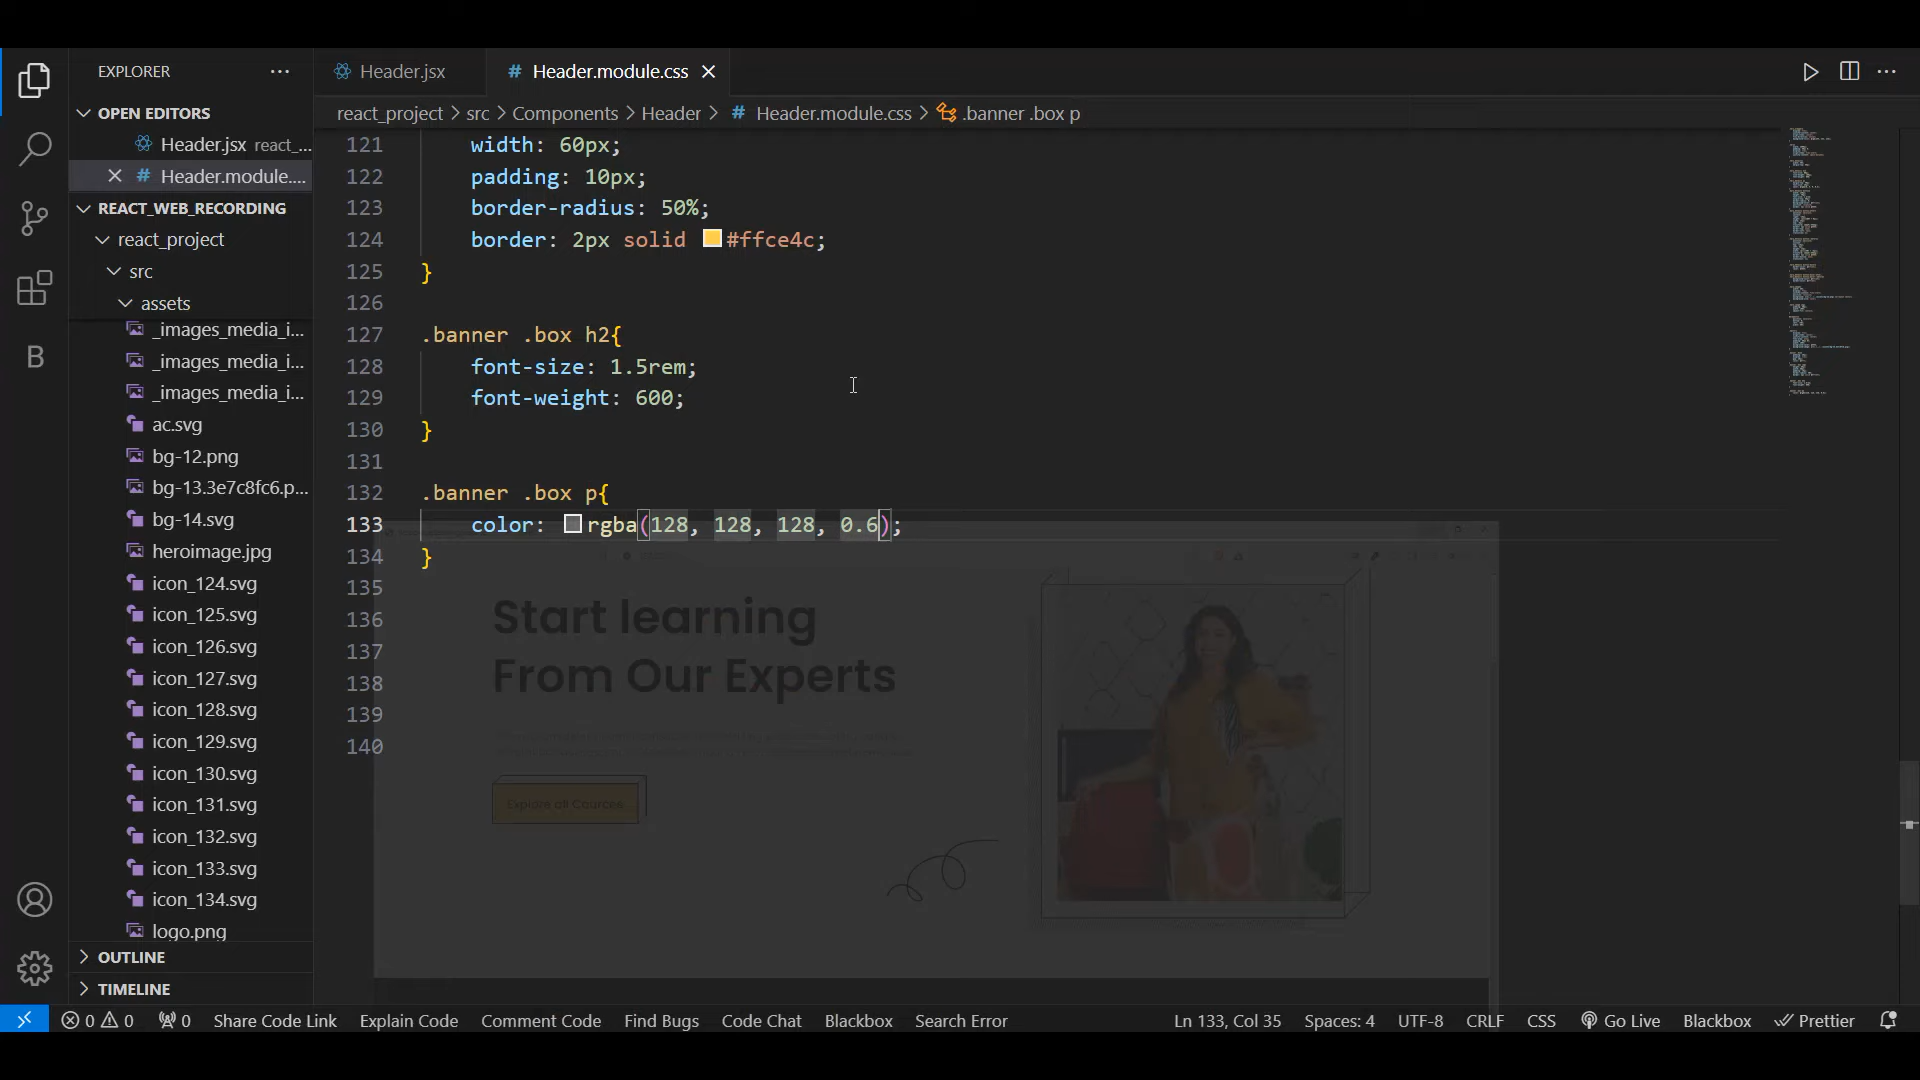 EXPLORER
Header.jsx
Header.module.css
OPEN EDITORS
react_project
src
Components
Header
Header.module.css
.banner .box p
Header.jsx react_...
Header.module....
REACT_WEB_RECORDING
react_project
src
assets
_images_media_i...
_images_media_i...
_images_media_i...
ac.svg
bg-12.png
bg-13.3e7c8fc6.p...
bg-14.svg
heroimage.jpg
icon_124.svg
icon_125.svg
icon_126.svg
icon_127.svg
icon_128.svg
icon_129.svg
icon_130.svg
icon_131.svg
icon_132.svg
icon_133.svg
icon_134.svg
logo.png
OUTLINE
TIMELINE
121 width: 60px;
122 padding: 10px;
123 border-radius: 50%;
124 border: 2px solid #ffce4c;
125 }
126
127 .banner .box h2{
128 font-size: 1.5rem;
129 font-weight: 600;
130 }
131
132 .banner .box p{
133 color: rgba(128, 128, 128, 0.6);
134 }
135
136
137
138
139
140
Start learning
From Our Experts
Explore all Cources
0 0 0 Share Code Link Explain Code Comment Code Find Bugs Code Chat Blackbox Search Error Ln 133, Col 35 Spaces: 4 UTF-8 CRLF CSS Go Live Blackbox Prettier